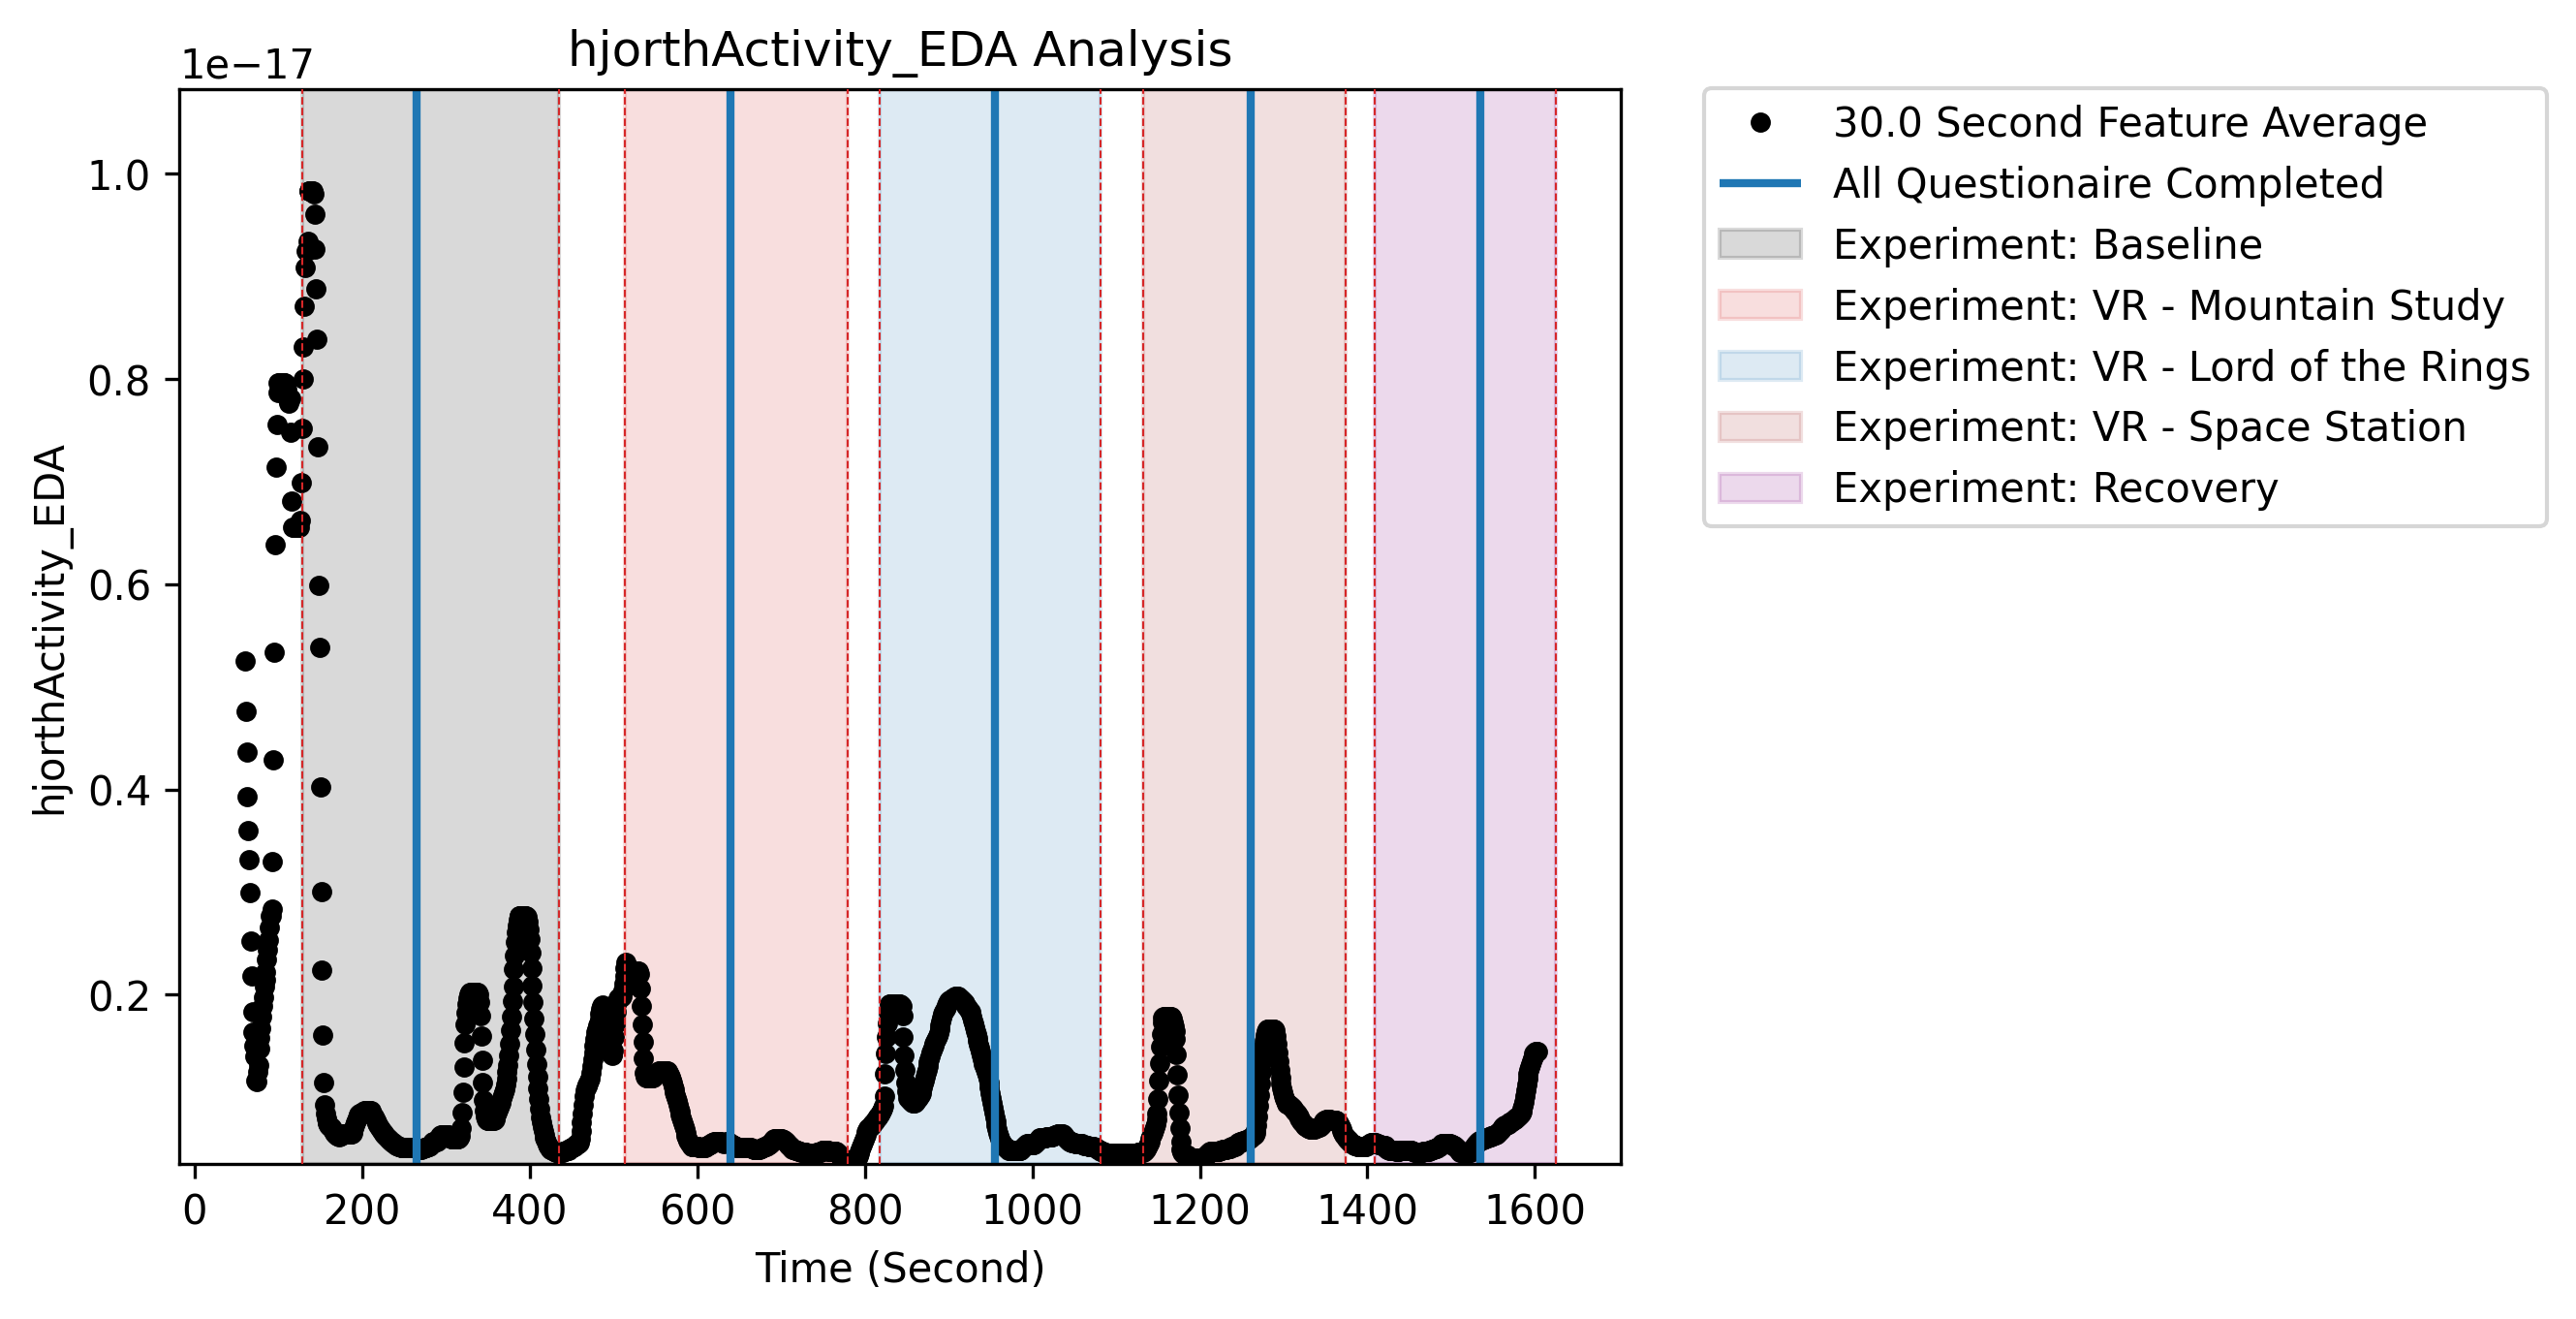 hjorthActivity_EDA Analysis
1e−17
1.0
0.8
0.6
0.4
0.2
hjorthActivity_EDA
0 200 400 600 800 1000 1200 1400 1600
Time (Second)
30.0 Second Feature Average
All Questionaire Completed
Experiment: Baseline
Experiment: VR - Mountain Study
Experiment: VR - Lord of the Rings
Experiment: VR - Space Station
Experiment: Recovery